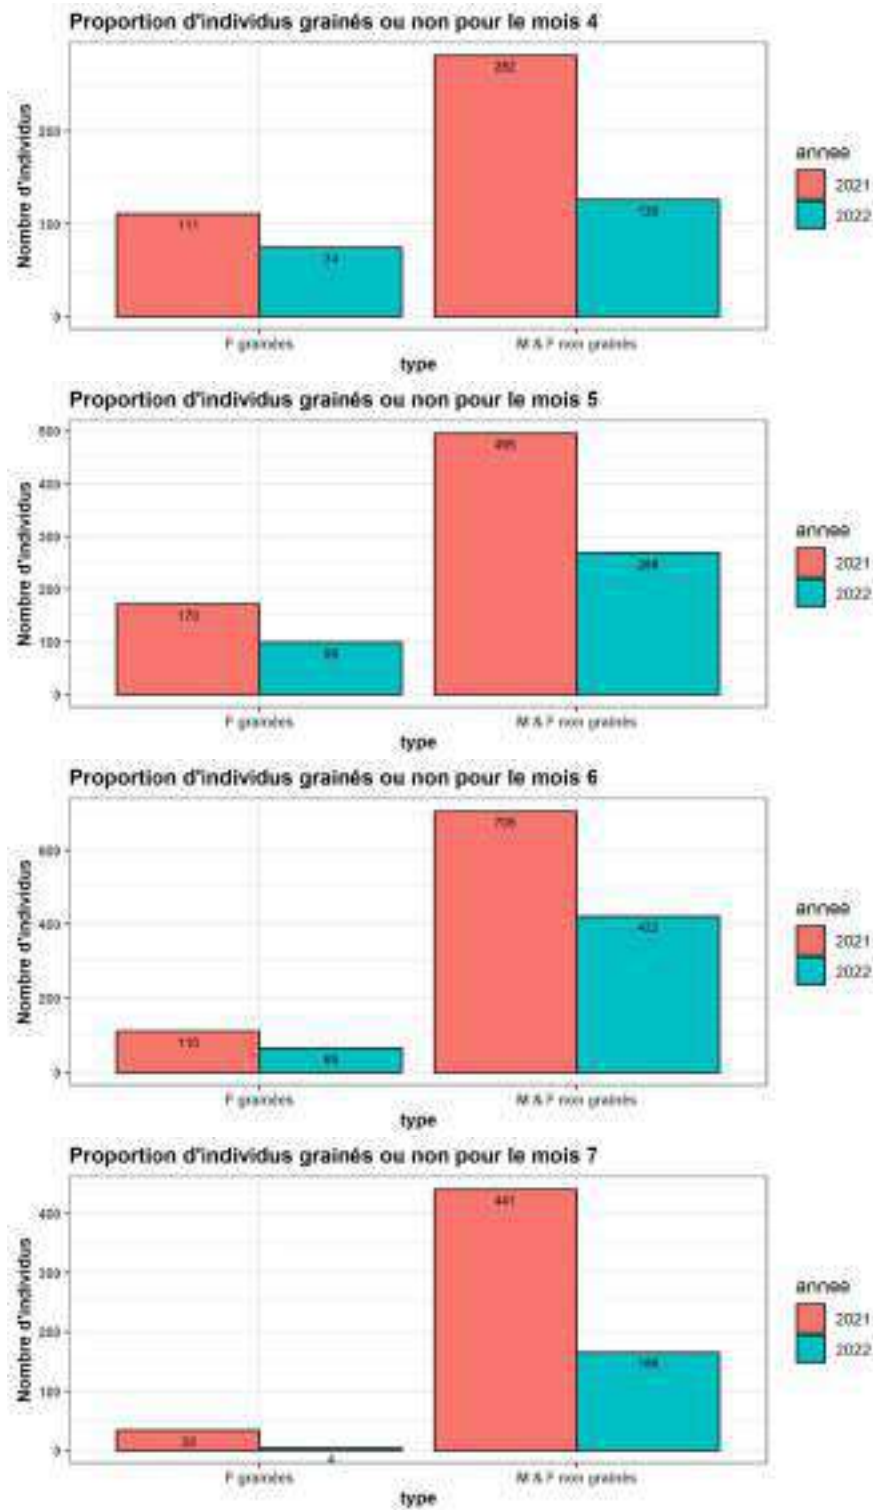 Proportion d'individus grainés ou non pour le mois 4
Nombre d'individus
200
100
0
111
74
282
F grainées
M & F non grainés
type
annee
2021
2022
Proportion d'individus grainés ou non pour le mois 5
Nombre d'individus
500
400
300
200
100
0
495
F grainées
M & F non grainés
type
annee
2021
2022
Proportion d'individus grainés ou non pour le mois 6
Nombre d'individus
600
400
200
0
110
422
F grainées
M & F non grainés
type
annee
2021
2022
Proportion d'individus grainés ou non pour le mois 7
Nombre d'individus
400
300
200
100
0
4
441
F grainées
M & F non grainés
type
annee
2021
2022